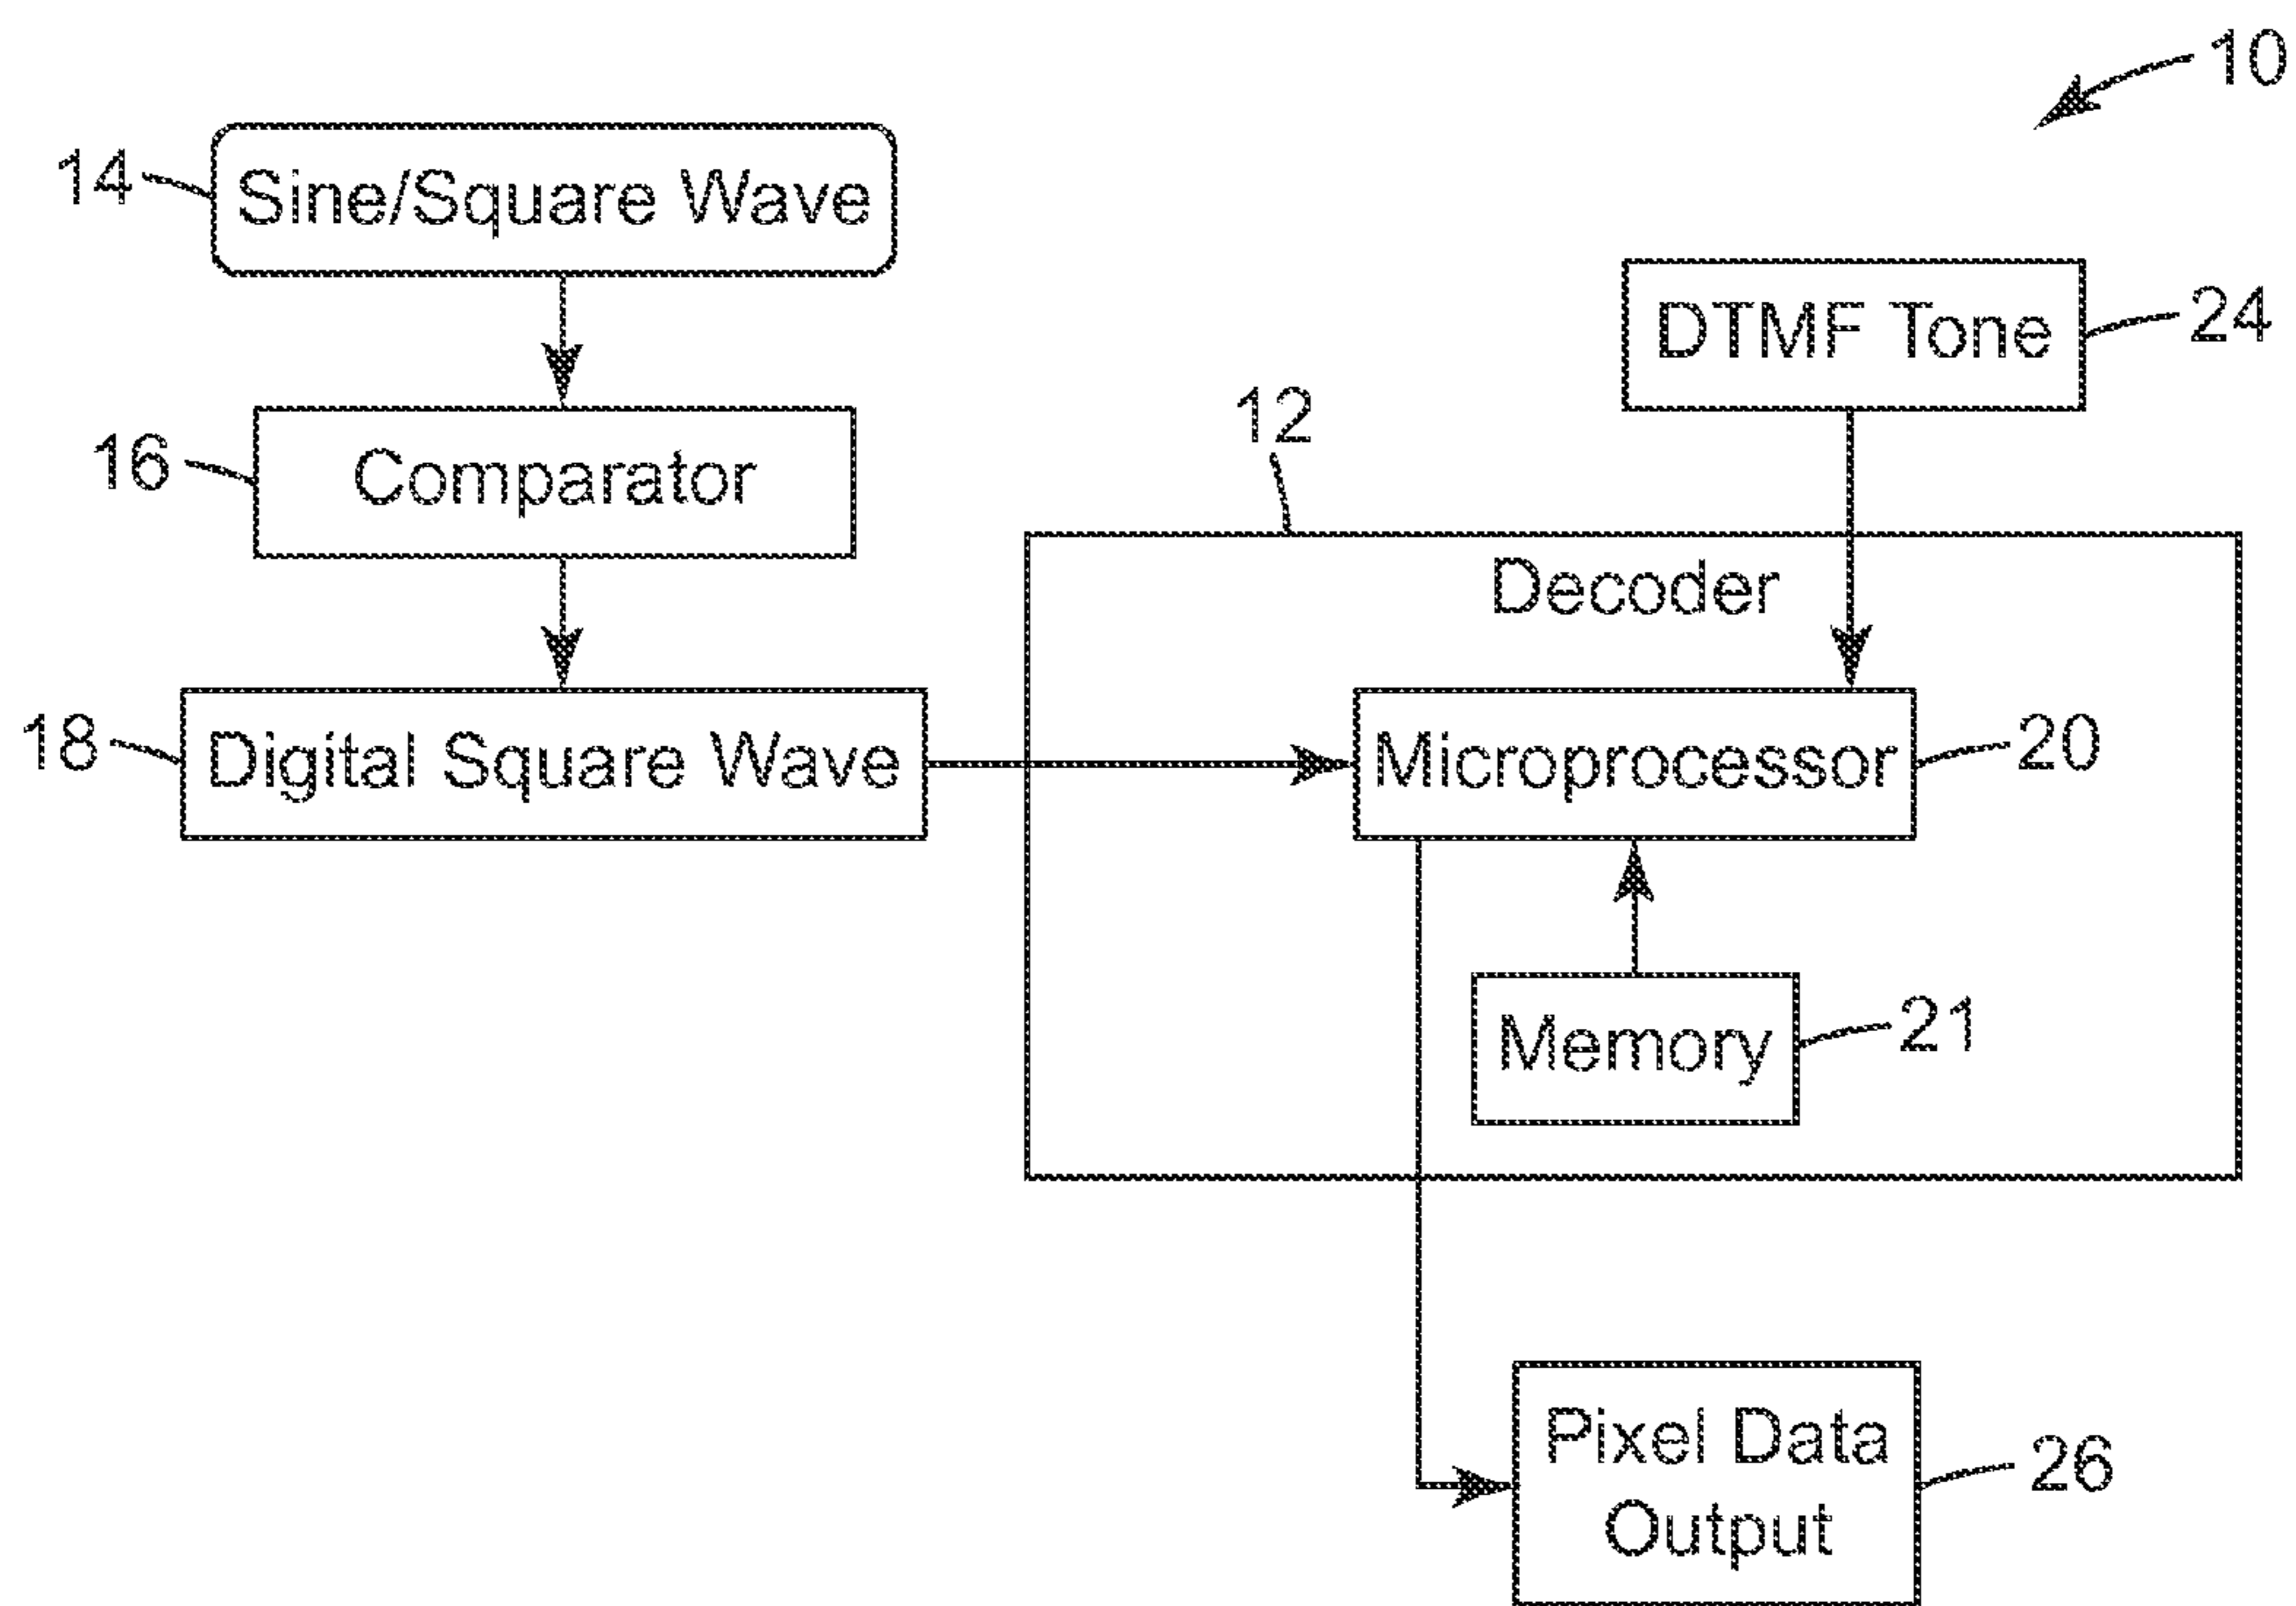 10
14
Sine/Square Wave
DTMF Tone
24
16
Comparator
12
Decoder
18
Digital Square Wave
Microprocessor
20
Memory
21
Pixel Data
Output
26